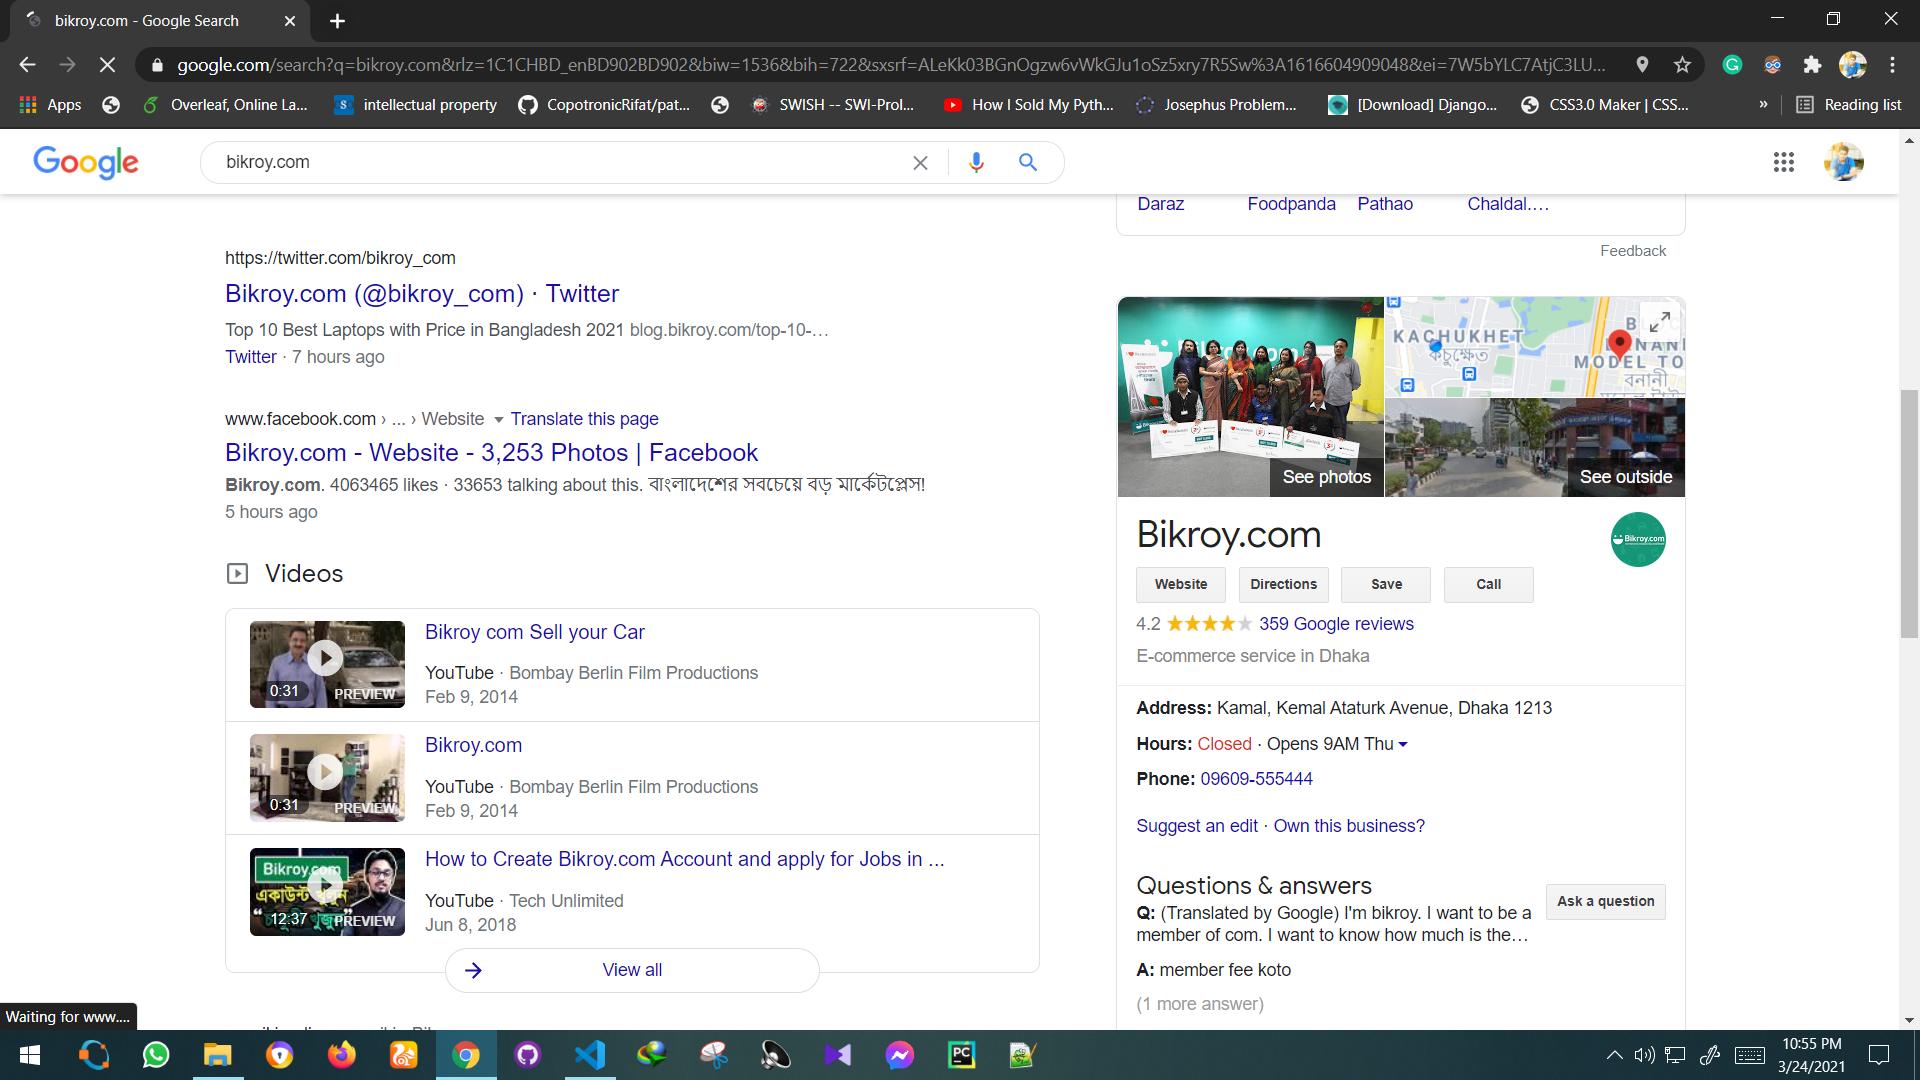 bikroy.com - Google Search
google.com/search?q=bikroy.com&rlz=1C1CHBD_enBD902BD902&biw=1536&bih=722&sxsrf=ALeKk03BGnOgzw6vWkGJu1oSz5xry7R5Sw%3A1616604909048&ei=7W5bYLC7AtjC3LU...
Apps
Overleaf, Online La...
intellectual property
CopotronicRifat/pat...
SWISH -- SWI-Prol...
How I Sold My Pyth...
Josephus Problem...
[Download] Django...
CSS3.0 Maker | CSS...
»
Reading list
Google
bikroy.com
Daraz Foodpanda Pathao Chaldal....
Feedback
https://twitter.com/bikroy_com
Bikroy.com (@bikroy_com) · Twitter
Top 10 Best Laptops with Price in Bangladesh 2021 blog.bikroy.com/top-10-…
Twitter · 7 hours ago
www.facebook.com › ... › Website Translate this page
Bikroy.com - Website - 3,253 Photos | Facebook
Bikroy.com. 4063465 likes · 33653 talking about this. বাংলাদেশের সবচেয়ে বড় মার্কেটপ্লেস!
5 hours ago
Videos
Bikroy com Sell your Car
YouTube · Bombay Berlin Film Productions
Feb 9, 2014
0:31 PREVIEW
Bikroy.com
YouTube · Bombay Berlin Film Productions
Feb 9, 2014
0:31 PREVIEW
How to Create Bikroy.com Account and apply for Jobs in ...
YouTube · Tech Unlimited
Jun 8, 2018
Bikroy.com
একাউন্ট খুলুন
12:37 PREVIEW
View all
KACHUKHET
কচুক্ষেত
MODEL TO
বনানী
See photos
See outside
Bikroy.com
Bikroy.com
Website Directions Save Call
4.2 359 Google reviews
E-commerce service in Dhaka
Address: Kamal, Kemal Ataturk Avenue, Dhaka 1213
Hours: Closed · Opens 9AM Thu
Phone: 09609-555444
Suggest an edit · Own this business?
Questions & answers
Ask a question
Q: (Translated by Google) I'm bikroy. I want to be a
member of com. I want to know how much is the…
A: member fee koto
(1 more answer)
Waiting for www....
PC
10:55 PM
3/24/2021